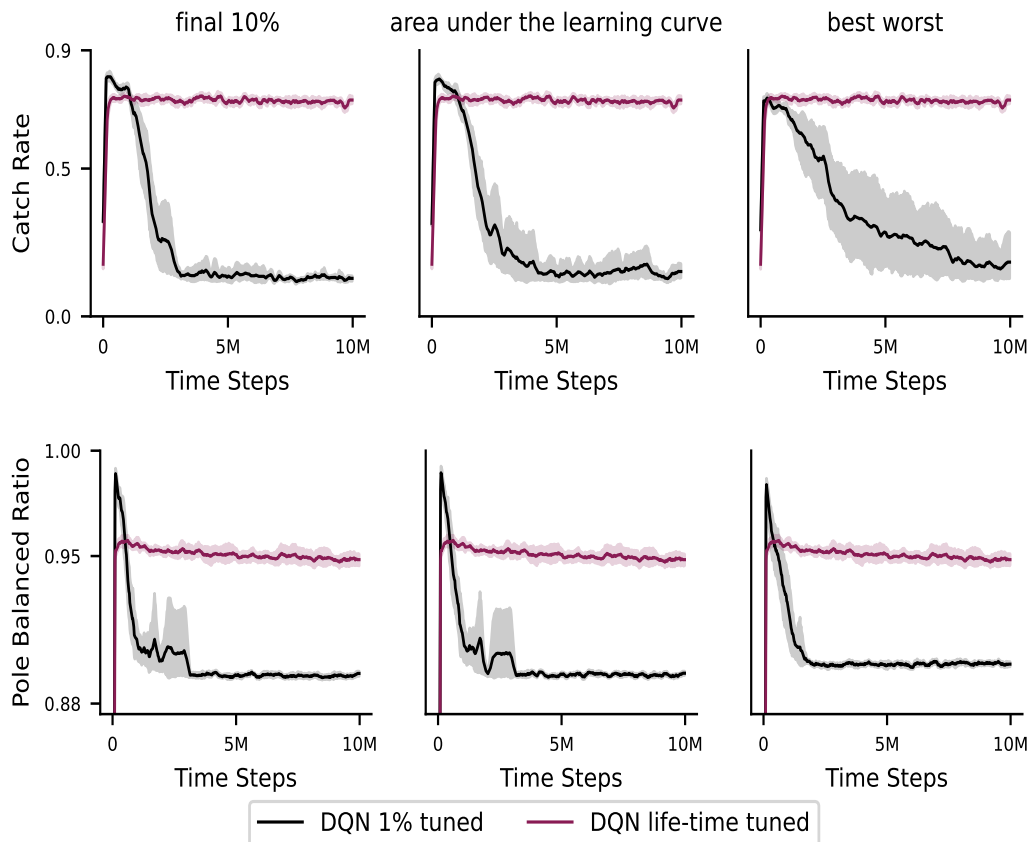 final 10%
area under the learning curve
best worst
Catch Rate
0.9
0.5
0.0
0 5M 10M
0 5M 10M
0 5M 10M
Time Steps
Time Steps
Time Steps
Pole Balanced Ratio
1.00
0.95
0.88
0 5M 10M
0 5M 10M
0 5M 10M
Time Steps
Time Steps
Time Steps
DQN 1% tuned
DQN life-time tuned